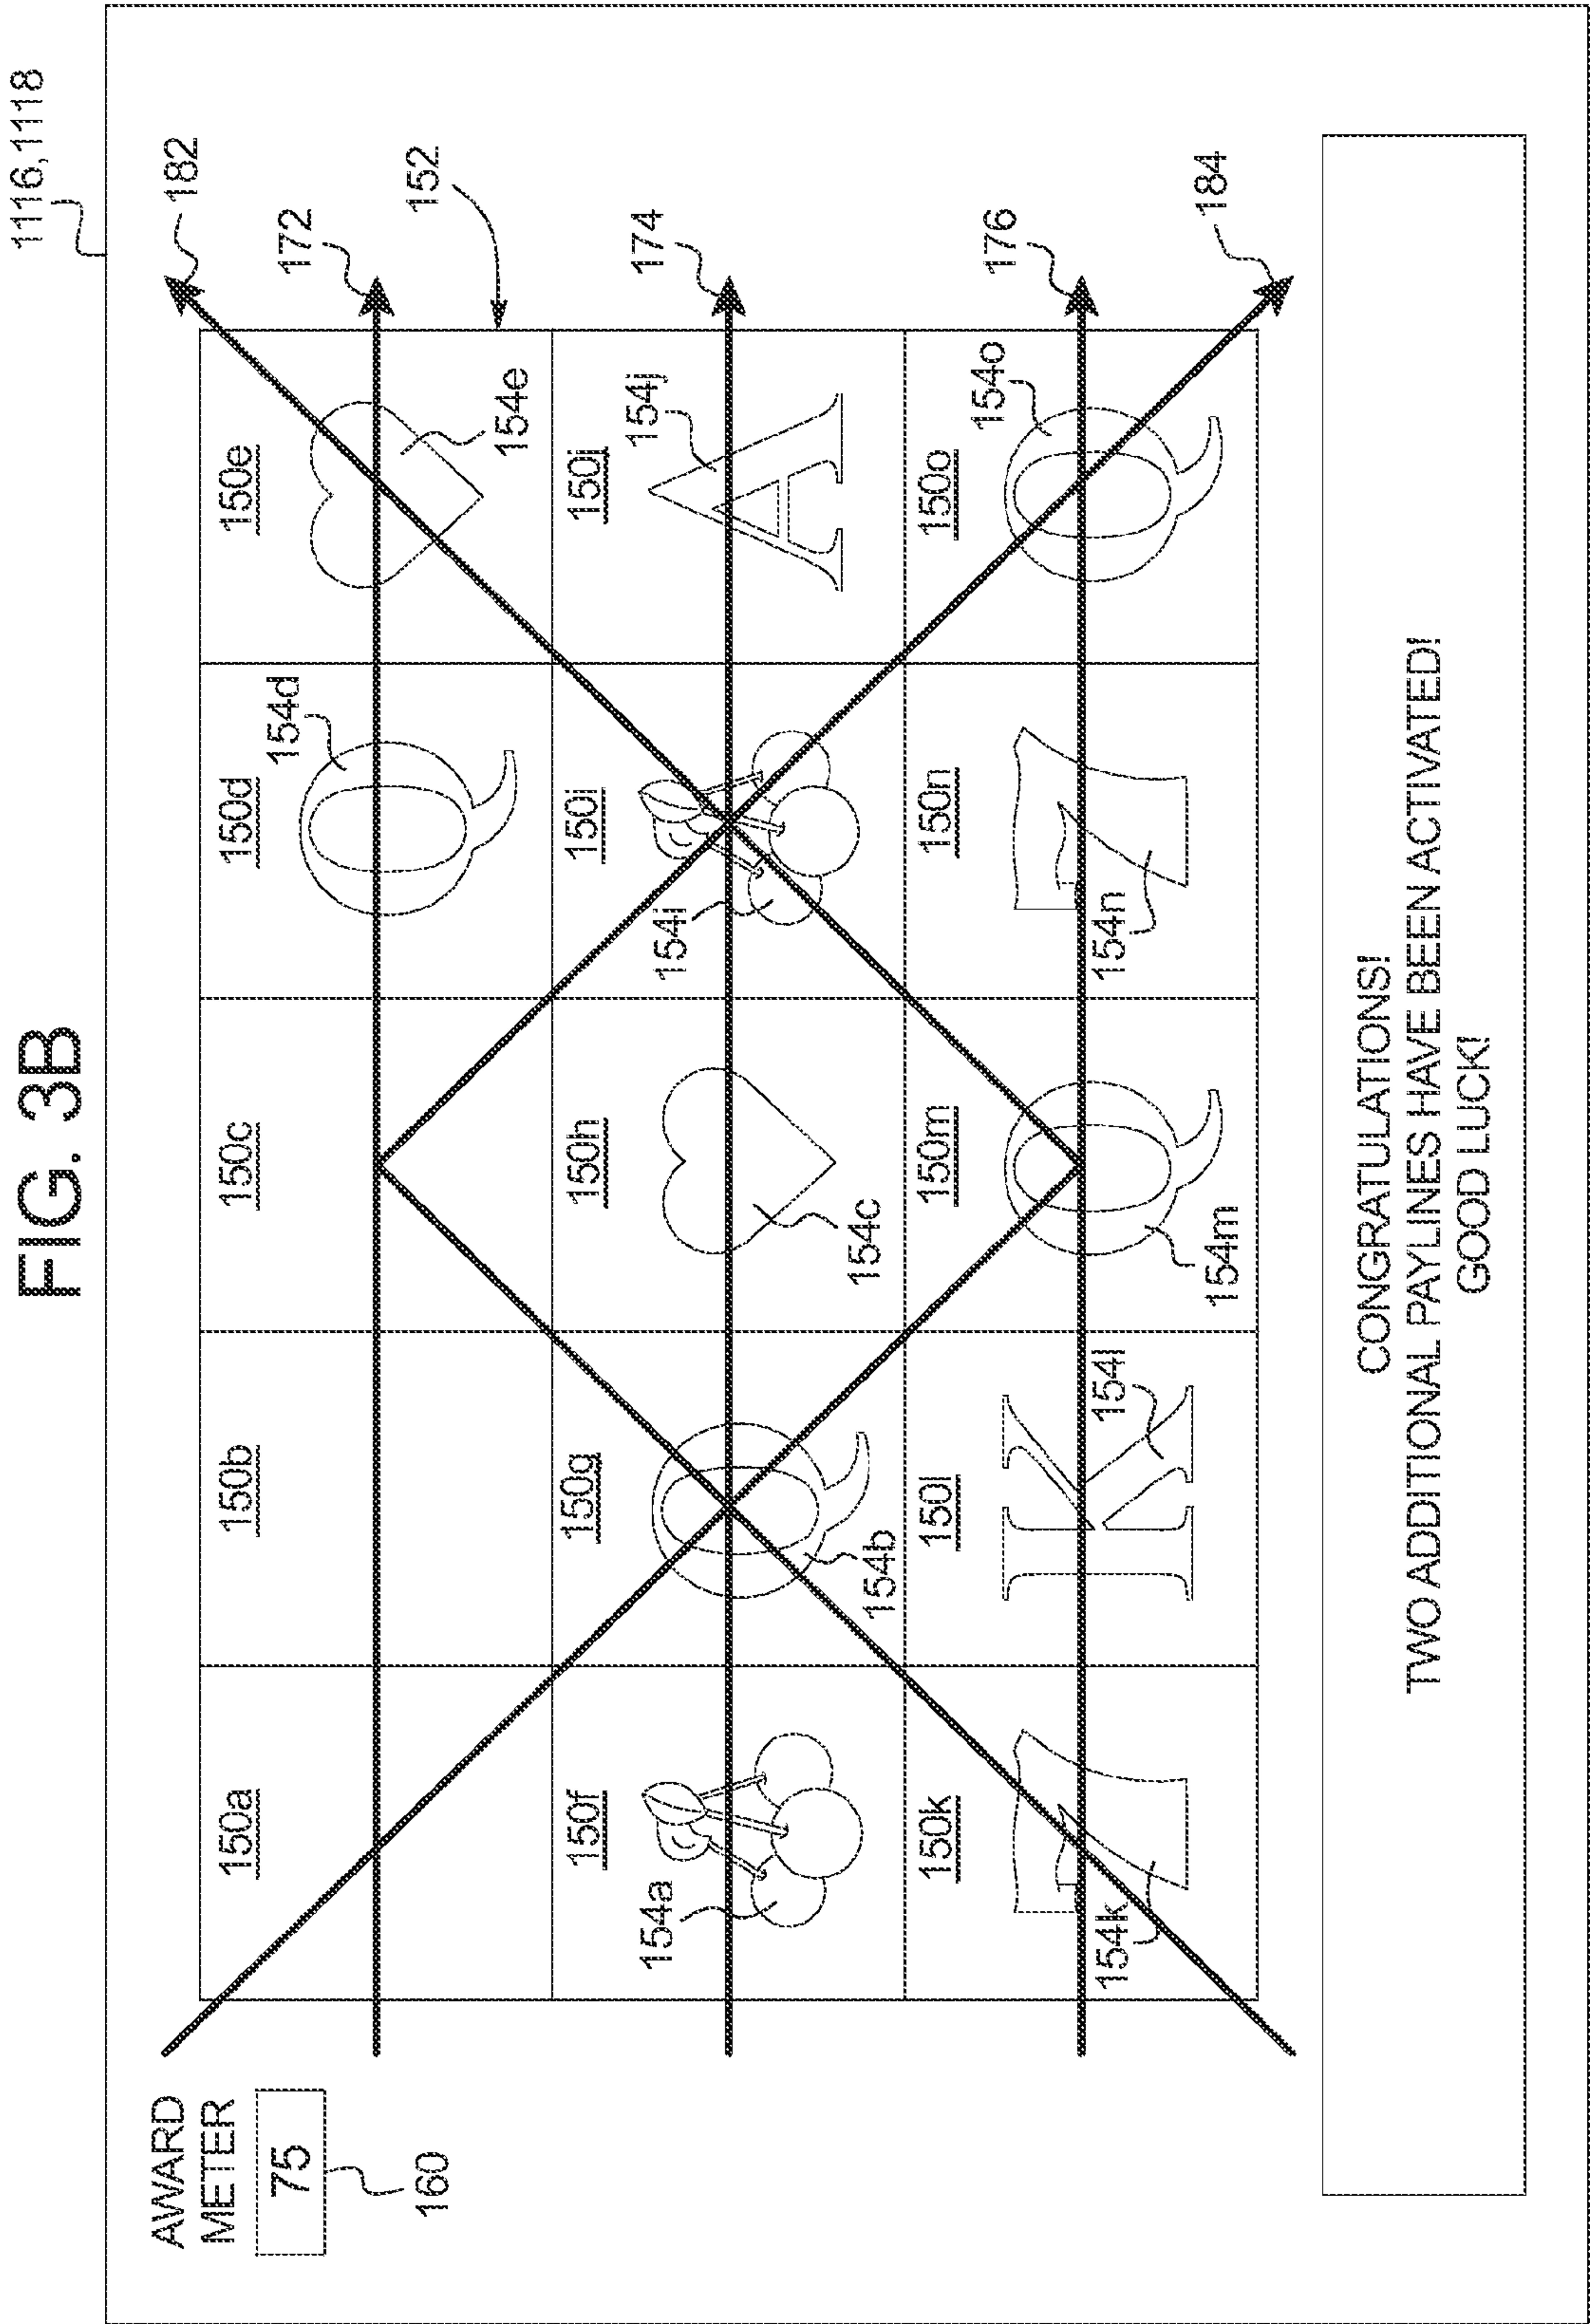 FIG. 3B
1116,1118
AWARD
METER
75
160
182
172
152
174
176
184
150a
150b
150c
150d
154d
150e
154e
150f
154a
150g
154b
150h
154c
150i
154i
150j
154j
A
150k
154k
7
150l
154l
K
150m
154m
Q
150n
154n
7
150o
154o
Q
Q
Q
CONGRATULATIONS!
TWO ADDITIONAL PAYLINES HAVE BEEN ACTIVATED!
GOOD LUCK!